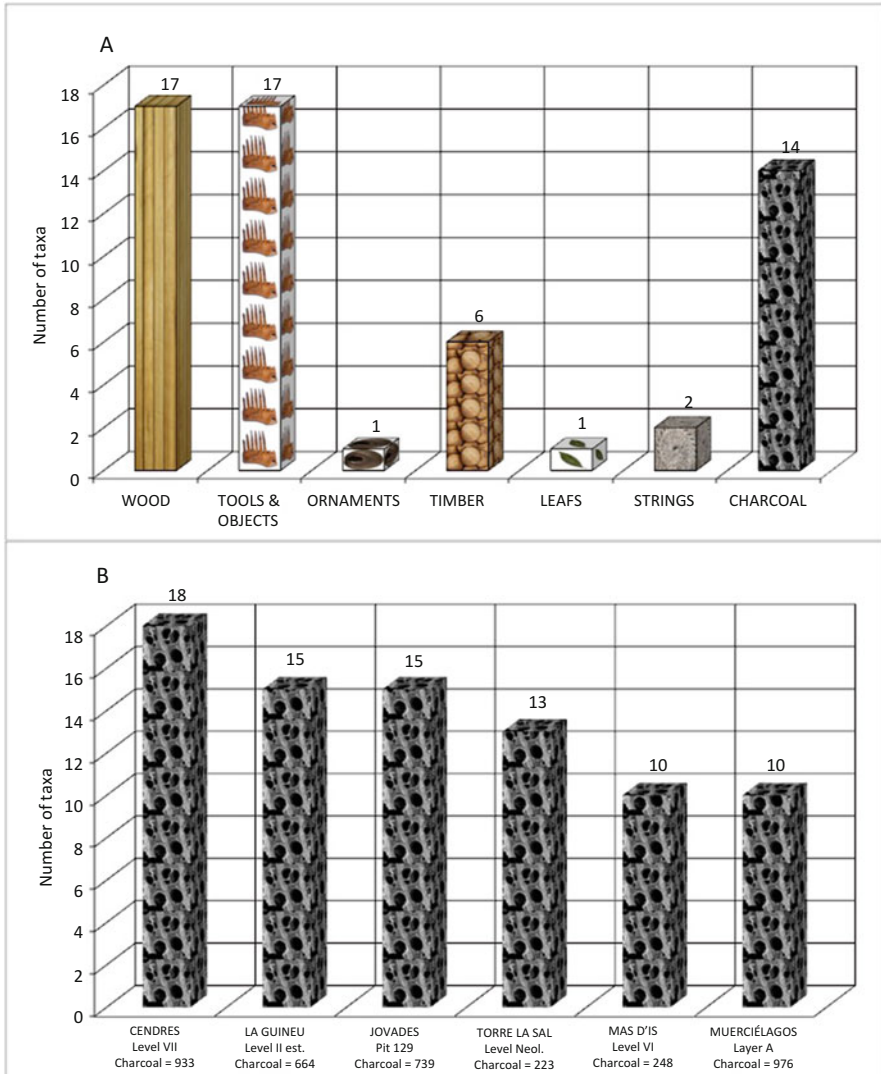 A
Number of taxa
18
16
14
12
10
8
6
4
2
0
17
17
1
6
1
2
14
WOOD
TOOLS &
OBJECTS
ORNAMENTS
TIMBER
LEAFS
STRINGS
CHARCOAL
B
Number of taxa
18
16
14
12
10
8
6
4
2
0
18
15
15
13
10
10
CENDRES
Level VII
Charcoal = 933
LA GUINEU
Level II est.
Charcoal = 664
JOVADES
Pit 129
Charcoal = 739
TORRE LA SAL
Level Neol.
Charcoal = 223
MAS D'IS
Level VI
Charcoal = 248
MUERCIÉLAGOS
Layer A
Charcoal = 976